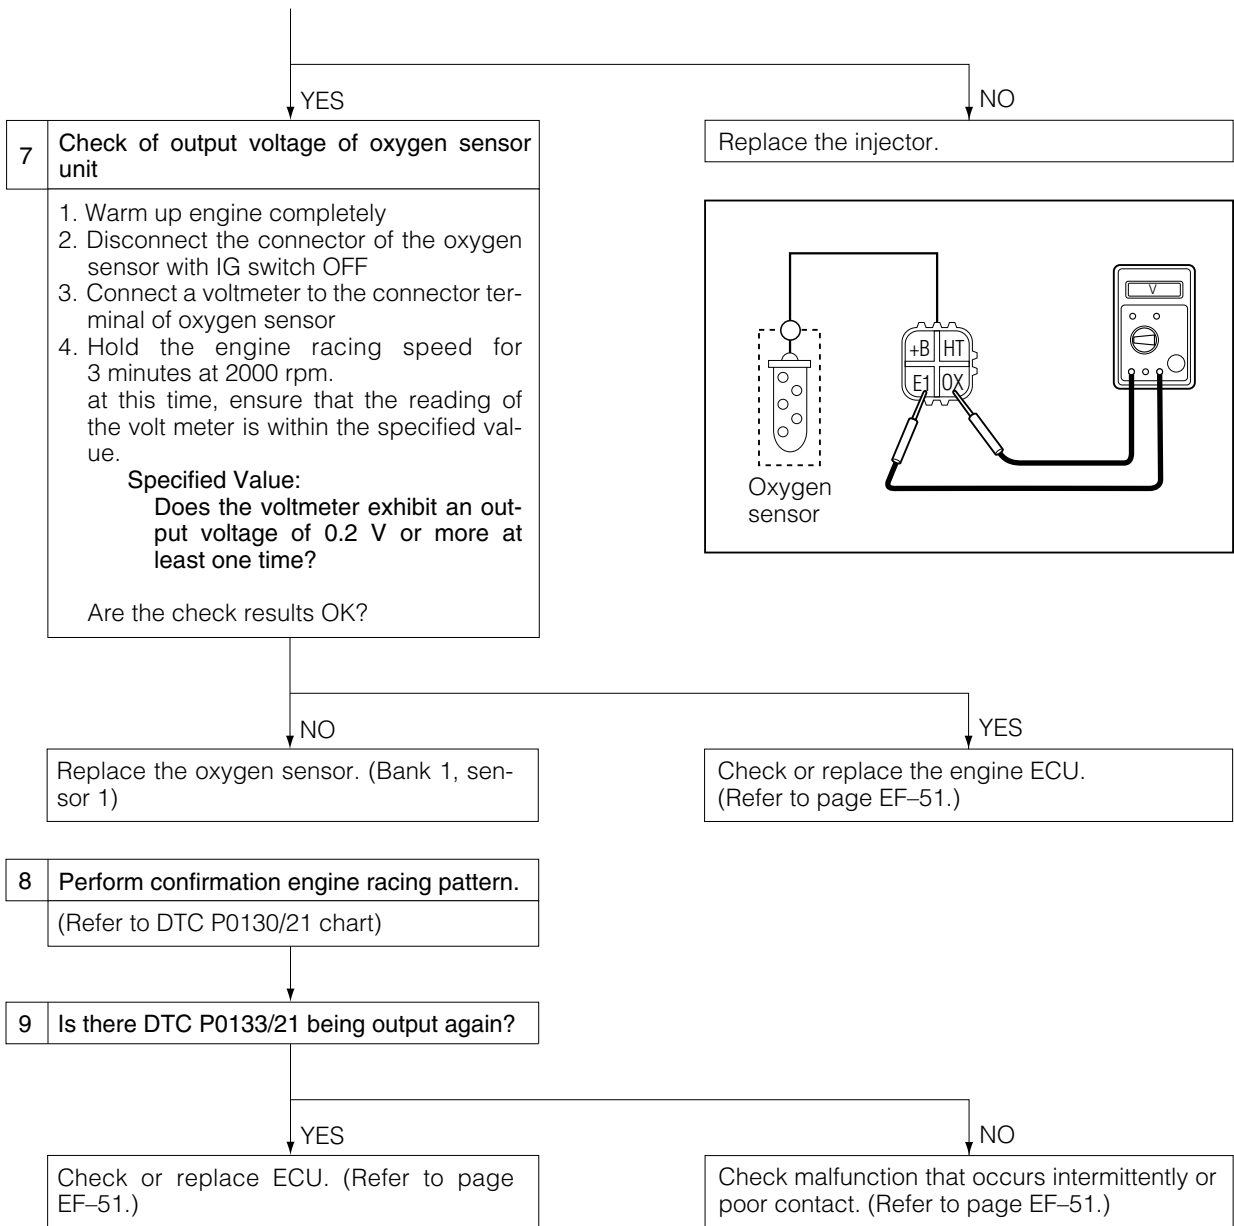 YES
NO
7
Check of output voltage of oxygen sensor
unit
Replace the injector.
1. Warm up engine completely
2. Disconnect the connector of the oxygen
sensor with IG switch OFF
3. Connect a voltmeter to the connector ter-
minal of oxygen sensor
4. Hold the engine racing speed for
3 minutes at 2000 rpm.
at this time, ensure that the reading of
the volt meter is within the specified val-
ue.
Specified Value:
Does the voltmeter exhibit an out-
put voltage of 0.2 V or more at
least one time?
Are the check results OK?
V
+B HT
E1 OX
Oxygen
sensor
NO
YES
Replace the oxygen sensor. (Bank 1, sen-
sor 1)
Check or replace the engine ECU.
(Refer to page EF–51.)
8
Perform confirmation engine racing pattern.
(Refer to DTC P0130/21 chart)
9
Is there DTC P0133/21 being output again?
YES
NO
Check or replace ECU. (Refer to page
EF–51.)
Check malfunction that occurs intermittently or
poor contact. (Refer to page EF–51.)